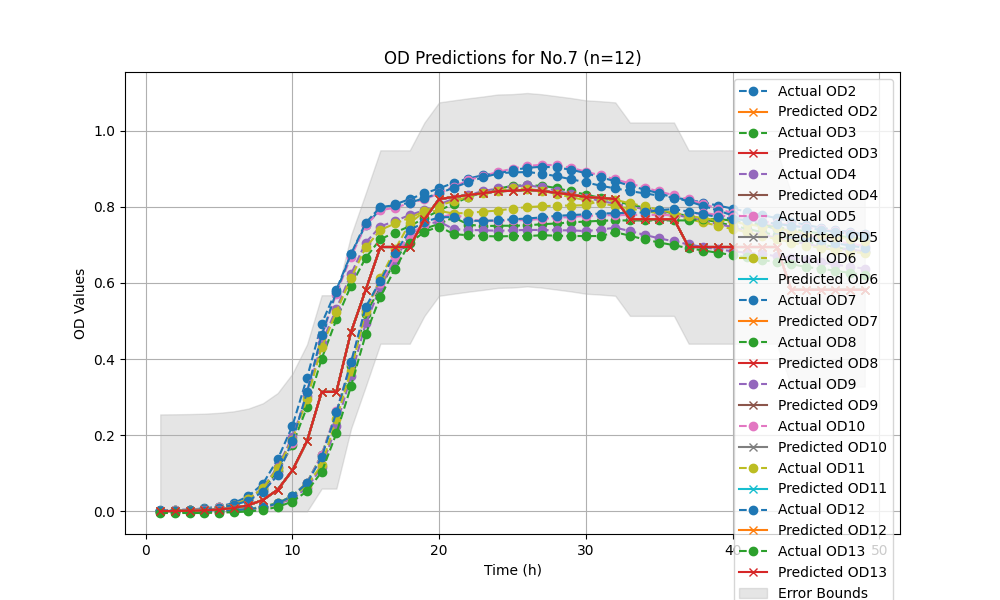 OD Predictions for No.7 (n=12)
OD Values
1.0
0.8
0.6
0.4
0.2
0.0
0
10
20
30
40
50
Time (h)
Actual OD2
Predicted OD2
Actual OD3
Predicted OD3
Actual OD4
Predicted OD4
Actual OD5
Predicted OD5
Actual OD6
Predicted OD6
Actual OD7
Predicted OD7
Actual OD8
Predicted OD8
Actual OD9
Predicted OD9
Actual OD10
Predicted OD10
Actual OD11
Predicted OD11
Actual OD12
Predicted OD12
Actual OD13
Predicted OD13
Error Bounds